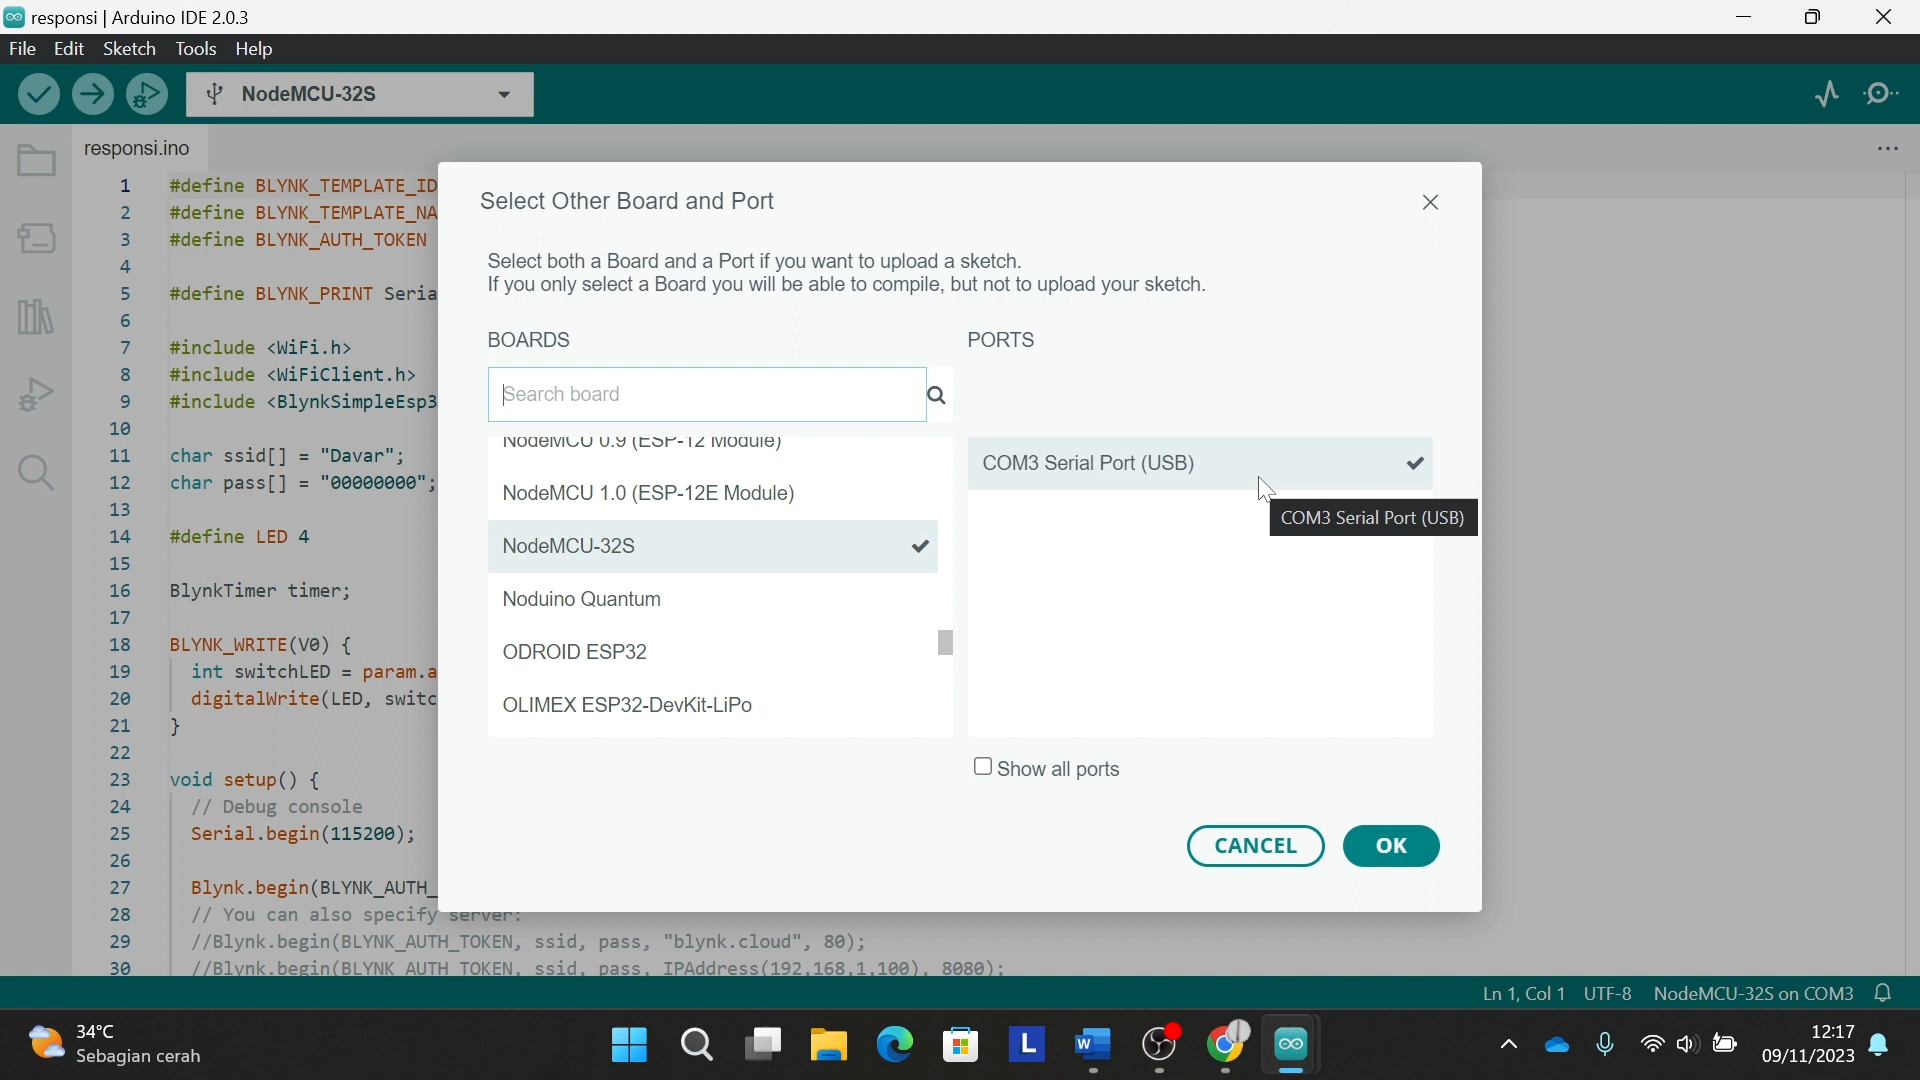 responsi | Arduino IDE 2.0.3
File Edit Sketch Tools Help
NodeMCU-32S
responsi.ino
Select Other Board and Port
Select both a Board and a Port if you want to upload a sketch.
If you only select a Board you will be able to compile, but not to upload your sketch.
BOARDS
PORTS
Search board
NodeMCU 0.9 (ESP-12 Module)
NodeMCU 1.0 (ESP-12E Module)
NodeMCU-32S
Noduino Quantum
ODROID ESP32
OLIMEX ESP32-DevKit-LiPo
COM3 Serial Port (USB)
COM3 Serial Port (USB)
Show all ports
CANCEL
OK
1 #define BLYNK_TEMPLATE_ID
2 #define BLYNK_TEMPLATE_NA
3 #define BLYNK_AUTH_TOKEN
4
5 #define BLYNK_PRINT Seria
6
7 #include <WiFi.h>
8 #include <WiFiClient.h>
9 #include <BlynkSimpleEsp3
10
11 char ssid[] = "Davar";
12 char pass[] = "00000000";
13
14 #define LED 4
15
16 BlynkTimer timer;
17
18 BLYNK_WRITE(V0) {
19 int switchLED = param.a
20 digitalWrite(LED, switc
21 }
22
23 void setup() {
24 // Debug console
25 Serial.begin(115200);
26
27 Blynk.begin(BLYNK_AUTH_
28 // You can also specify server:
29 //Blynk.begin(BLYNK_AUTH_TOKEN, ssid, pass, "blynk.cloud", 80);
30 //Blynk.begin(BLYNK_AUTH_TOKEN, ssid, pass, IPAddress(192,168,1,100), 8080);
Ln 1, Col 1 UTF-8 NodeMCU-32S on COM3
34°C
Sebagian cerah
L
W
12:17
09/11/2023